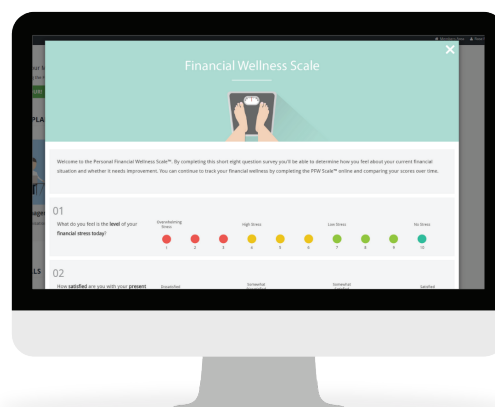 Financial Wellness Scale
Welcome to the Personal Financial Wellness Scale™. By completing this short eight question survey you'll be able to determine how you feel about your current financial
situation and whether it needs improvement. You can continue to track your financial wellness by completing the PFW Scale™ online and comparing your scores over time.
01
What do you feel is the level of your
financial stress today?
Overwhelming
Stress
High Stress
Low Stress
No Stress
1 2 3 4 5 6 7 8 9 10
02
How satisfied are you with your present
Dissatisfied
Somewhat
Somewhat
Satisfied